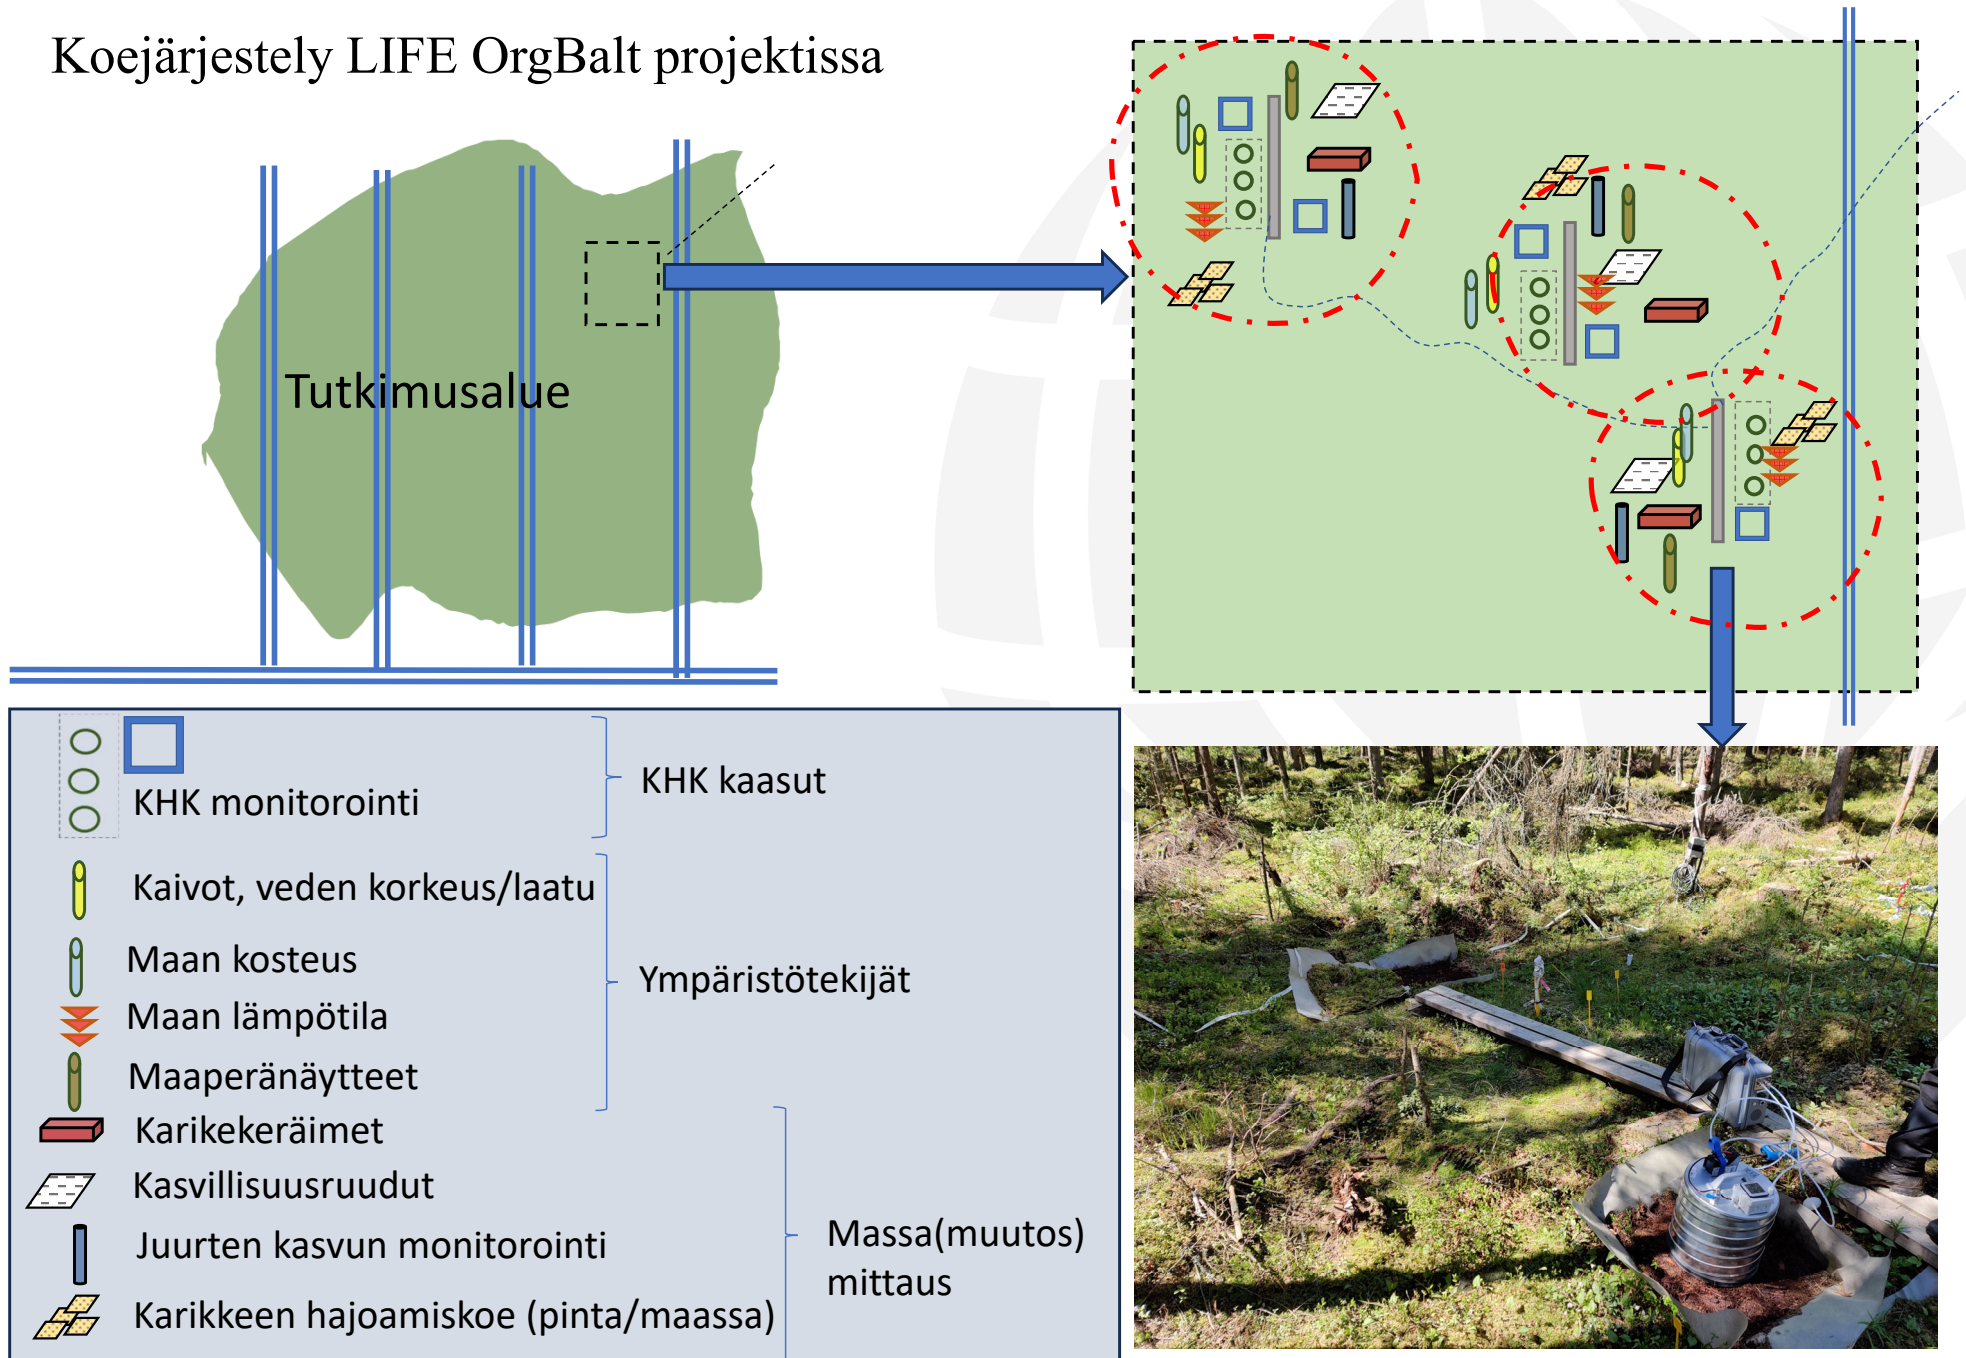 Koejärjestely LIFE OrgBalt projektissa
Tutkimusalue
KHK monitorointi
KHK kaasut
Kaivot, veden korkeus/laatu
Maan kosteus
Maan lämpötila
Maaperänäytteet
Ympäristötekijät
Karikekeräimet
Kasvillisuusruudut
Juurten kasvun monitorointi
Karikkeen hajoamiskoe (pinta/maassa)
Massa(muutos)
mittaus